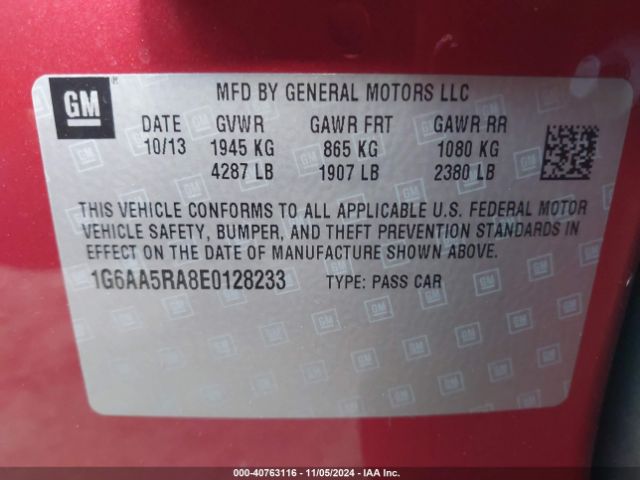 GM
MFD BY GENERAL MOTORS LLC
DATE GVWR GAWR FRT GAWR RR
10/13 1945 KG 865 KG 1080 KG
4287 LB 1907 LB 2380 LB
THIS VEHICLE CONFORMS TO ALL APPLICABLE U.S. FEDERAL MOTOR
VEHICLE SAFETY, BUMPER, AND THEFT PREVENTION STANDARDS IN
EFFECT ON THE DATE OF MANUFACTURE SHOWN ABOVE.
1G6AA5RA8E0128233 TYPE: PASS CAR
000-40763116 - 11/05/2024 - IAA Inc.